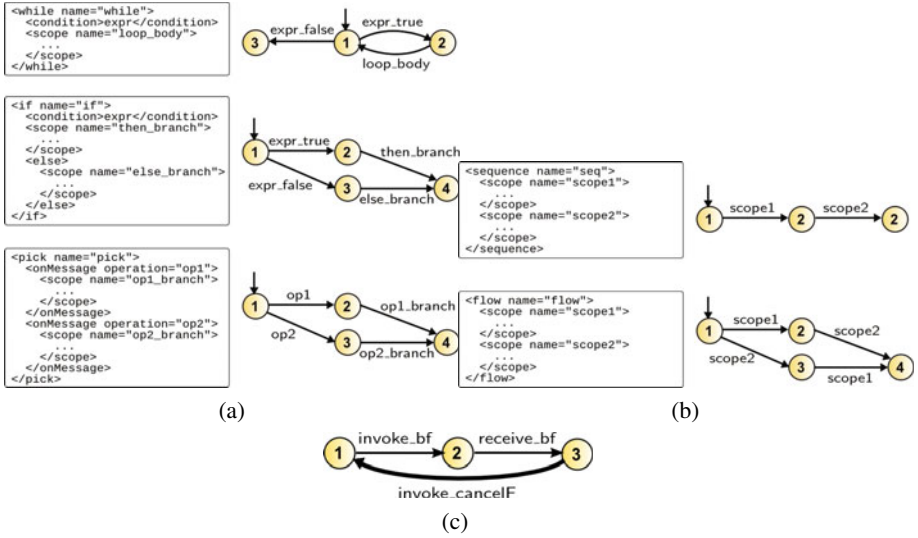 <while name="while">
  <condition>expr</condition>
  <scope name="loop_body">
    ...
  </scope>
</while>
expr_false
expr_true
3
1
2
loop_body
<if name="if">
  <condition>expr</condition>
  <scope name="then_branch">
    ...
  </scope>
  <else>
    <scope name="else_branch">
      ...
    </scope>
  </else>
</if>
expr_true
1
2
then_branch
expr_false
3
else_branch
4
<pick name="pick">
  <onMessage operation="op1">
    <scope name="op1_branch">
      ...
    </scope>
  </onMessage>
  <onMessage operation="op2">
    <scope name="op2_branch">
      ...
    </scope>
  </onMessage>
</pick>
op1
1
2
op1_branch
op2
3
op2_branch
4
(a)
<sequence name="seq">
  <scope name="scope1">
    ...
  </scope>
  <scope name="scope2">
    ...
  </scope>
</sequence>
scope1
scope2
1
2
2
<flow name="flow">
  <scope name="scope1">
    ...
  </scope>
  <scope name="scope2">
    ...
  </scope>
</flow>
scope1
1
2
scope2
scope2
3
scope1
4
(b)
invoke_bf
receive_bf
1
2
3
invoke_cancelF
(c)